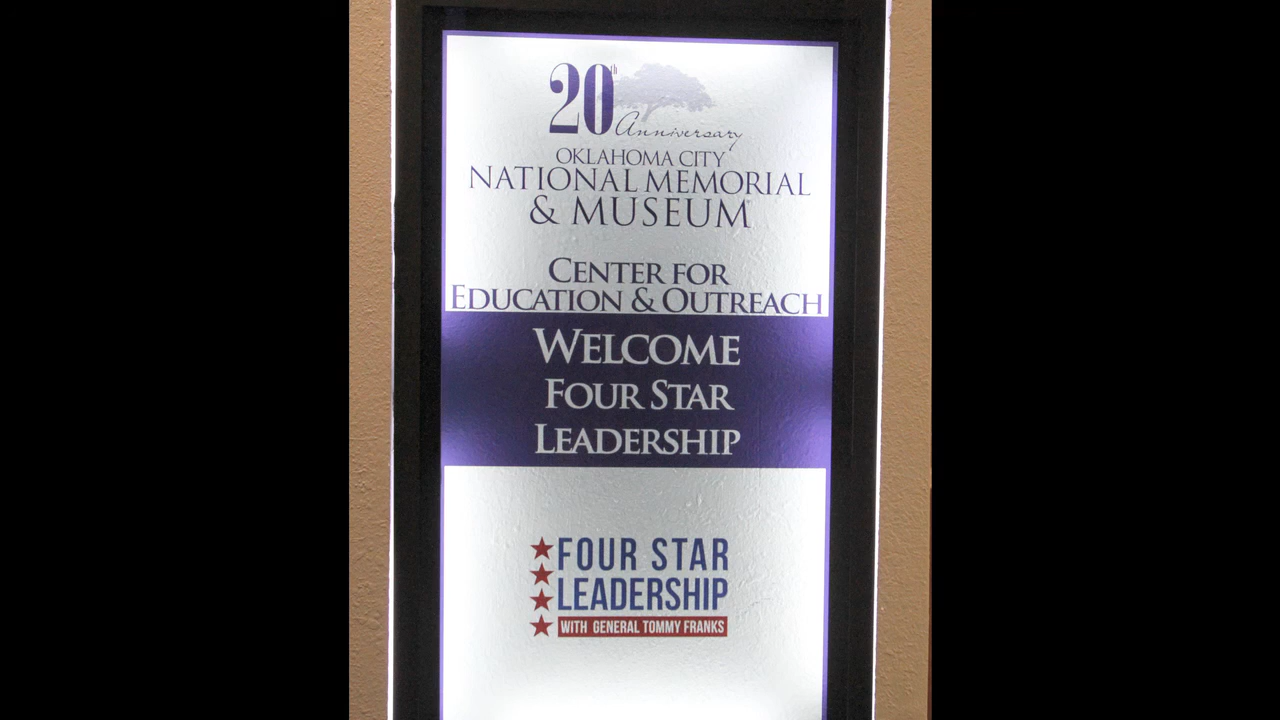 20th
Anniversary
OKLAHOMA CITY
NATIONAL MEMORIAL
& MUSEUM
CENTER FOR
EDUCATION & OUTREACH
WELCOME
FOUR STAR
LEADERSHIP
FOUR STAR
LEADERSHIP
WITH GENERAL TOMMY FRANKS